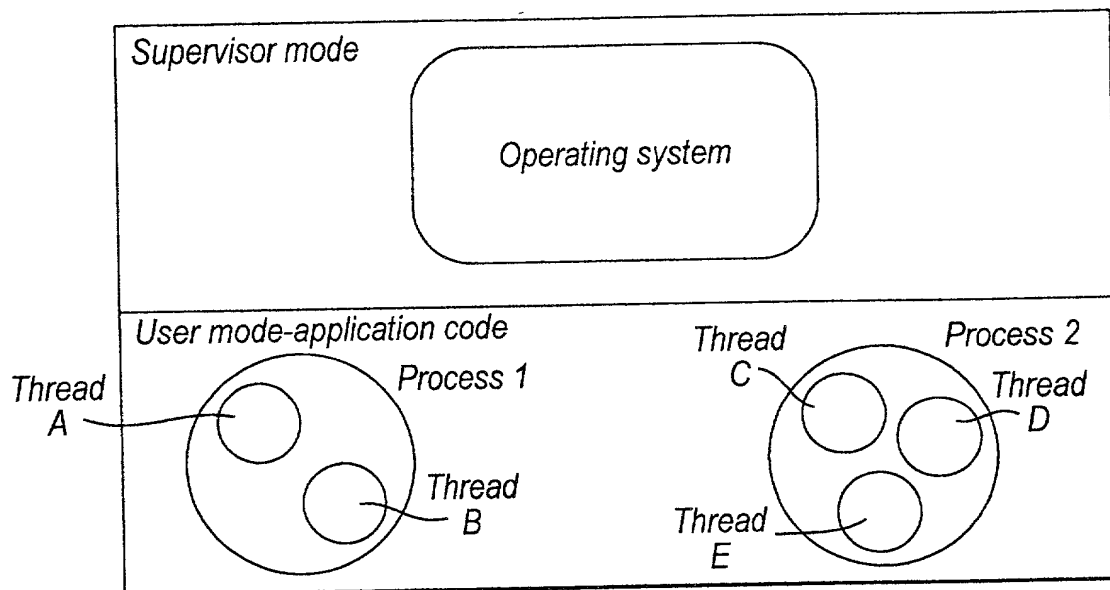 Supervisor mode
Operating system
User mode-application code
Process 1
Thread
A
Thread
B
Process 2
Thread
C
Thread
D
Thread
E